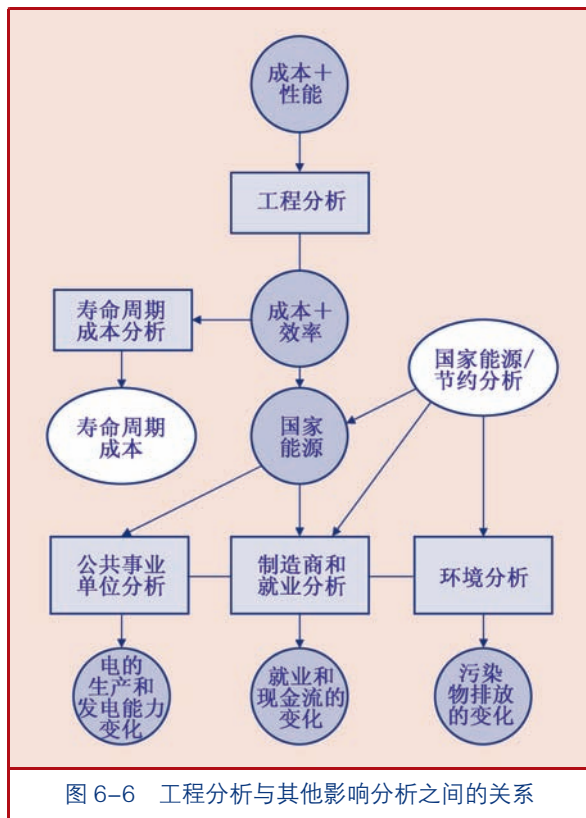 成本＋
性能
工程分析
寿命周期
成本分析
成本＋
效率
国家能源/
节约分析
寿命周期
成本
国家
能源
公共事业
单位分析
制造商和
就业分析
环境分析
电的
生产和
发电能力
变化
就业和
现金流的
变化
污染
物排放
的变化
图 6–6 工程分析与其他影响分析之间的关系